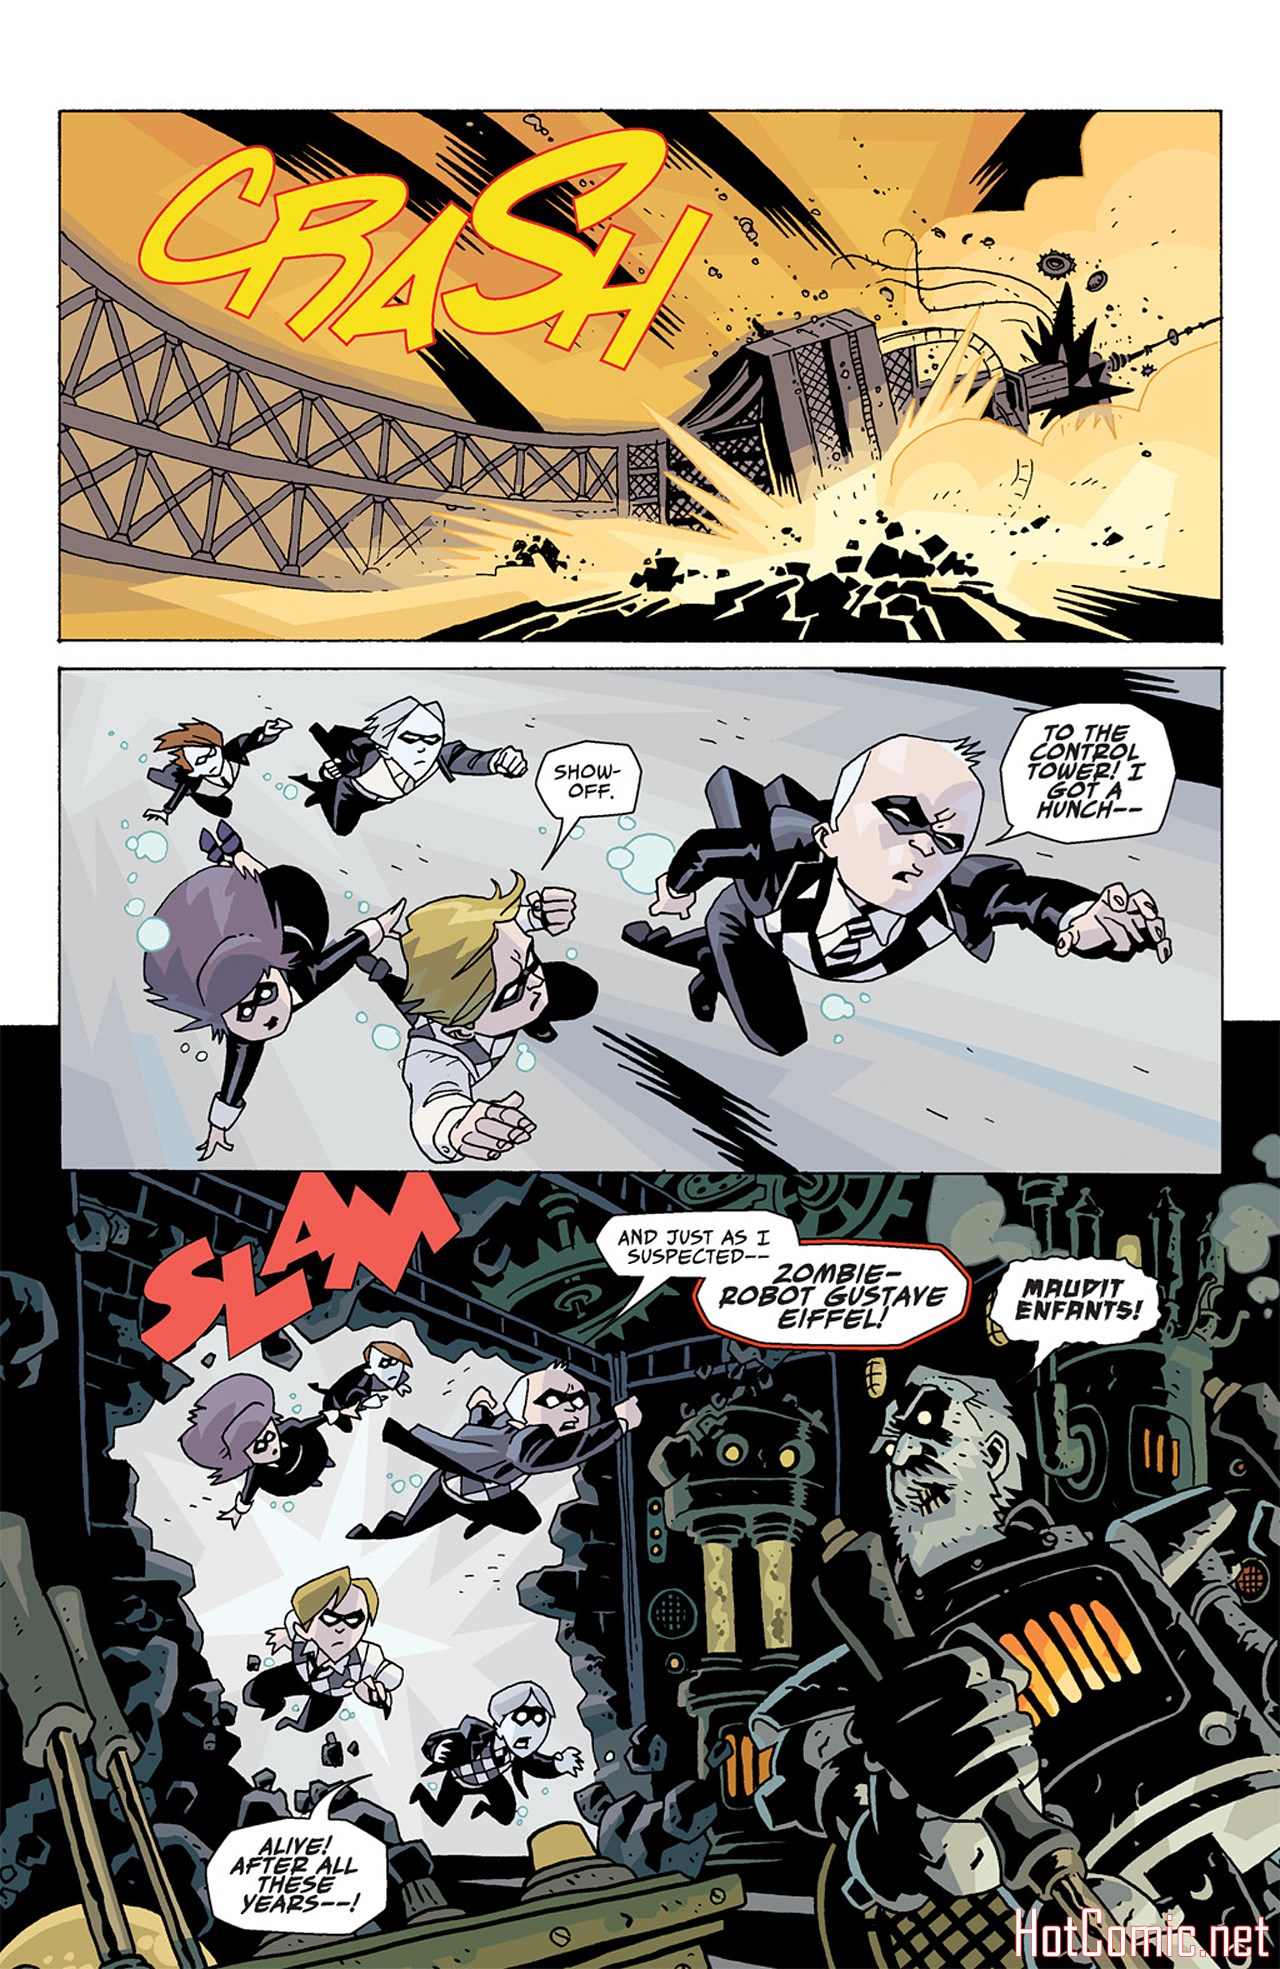 CRASH
SHOW-
OFF.
TO THE
CONTROL
TOWER! I
GOT A
HUNCH--
SLAM
AND JUST AS I
SUSPECTED--
ZOMBIE-
ROBOT GUSTAVE
EIFFEL!
MAUDIT
ENFANTS!
ALIVE!
AFTER ALL
THESE
YEARS--!
HotComic.net